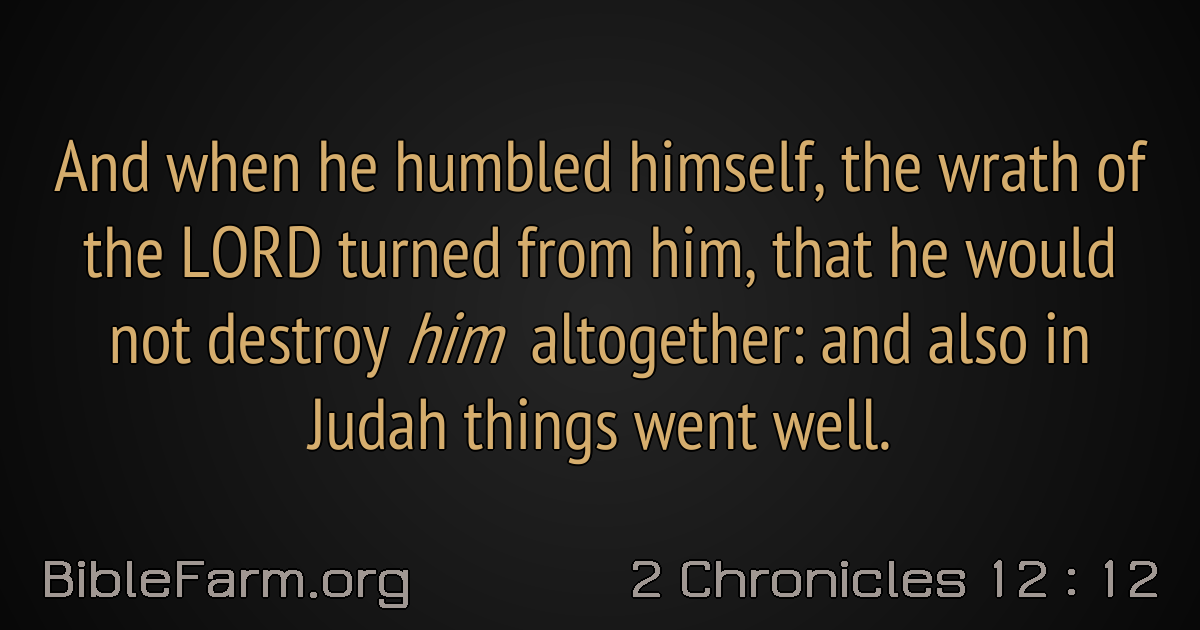 And when he humbled himself, the wrath of
the LORD turned from him, that he would
not destroy him altogether: and also in
Judah things went well.
BibleFarm.org
2 Chronicles 12 : 12